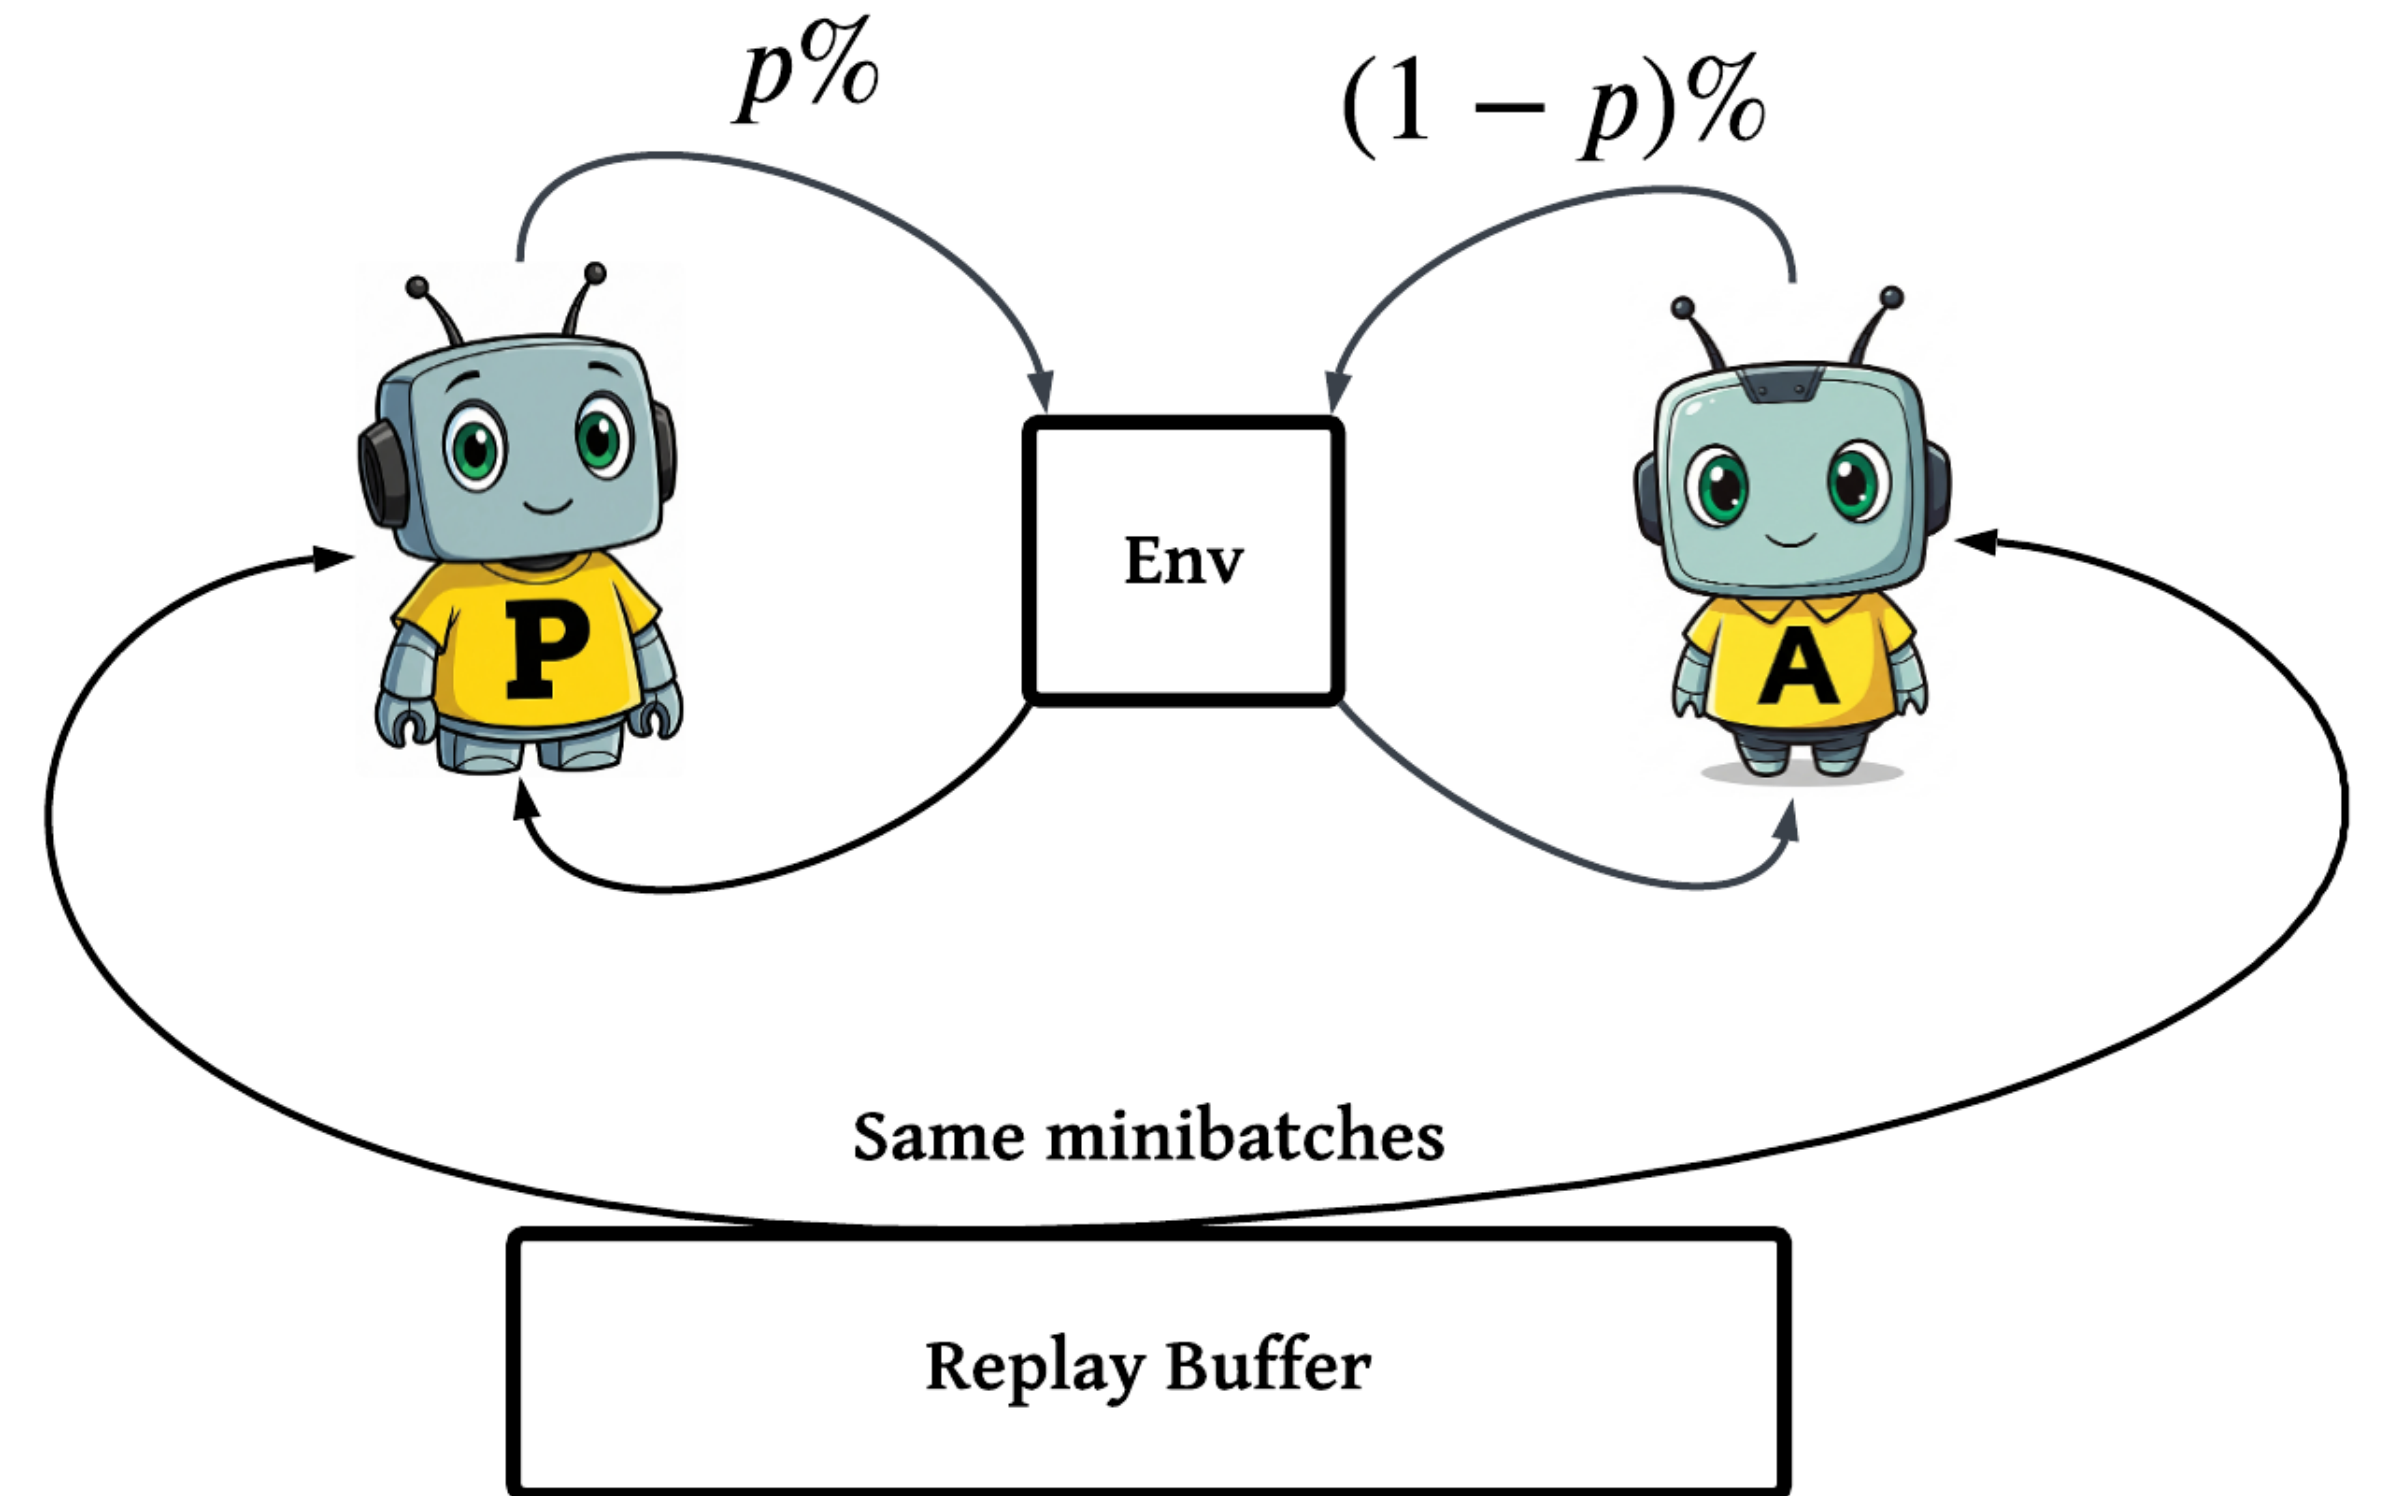 p%
(1 − p)%
Env
P
A
Same minibatches
Replay Buffer